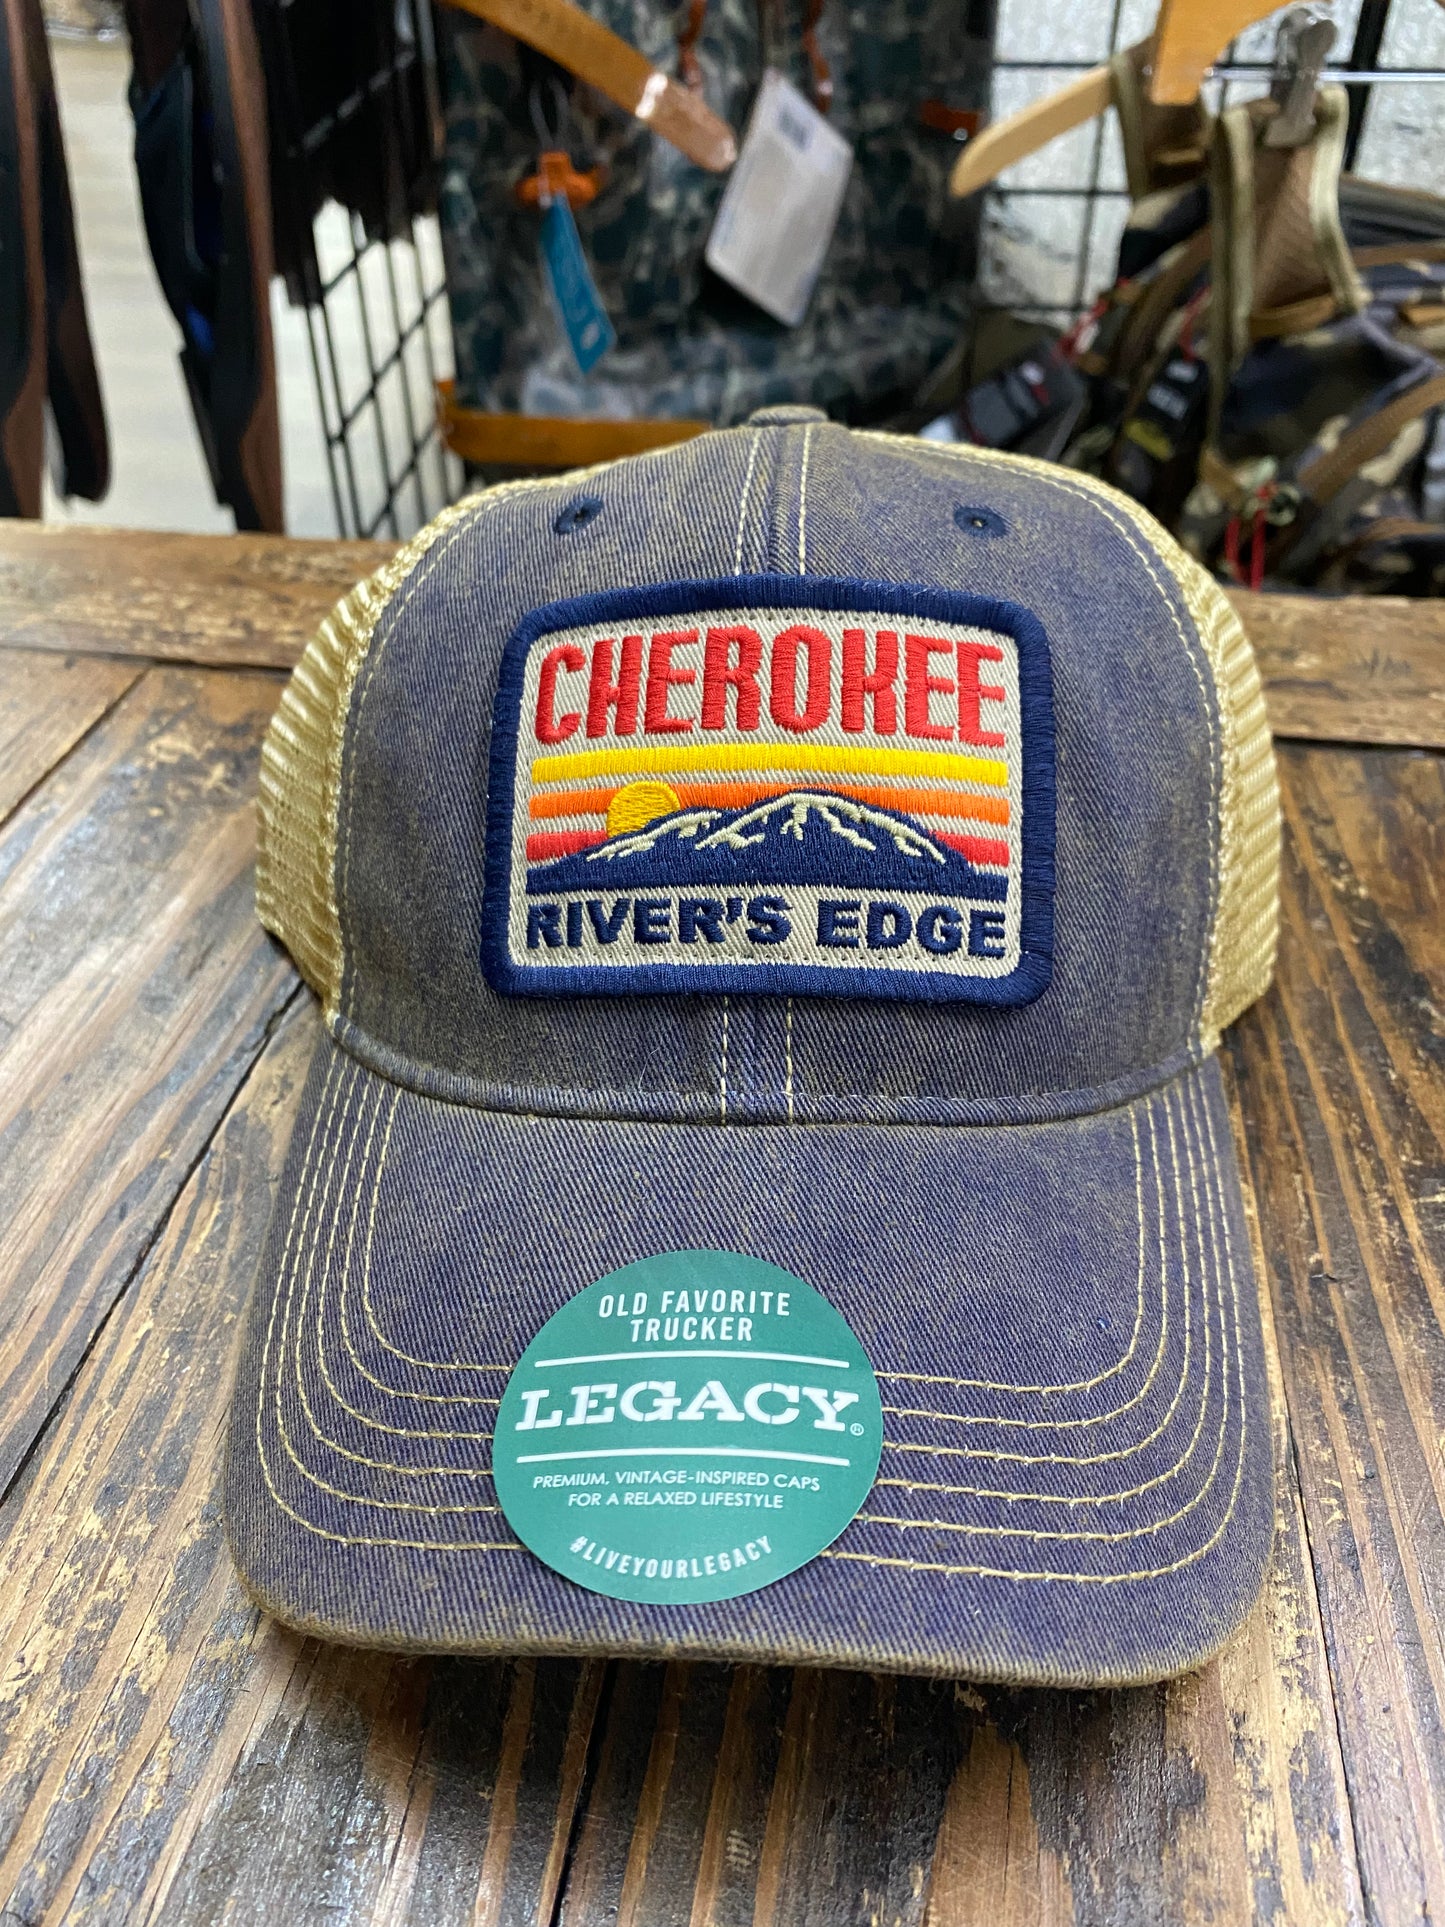 CHEROKEE
RIVER'S EDGE
OLD FAVORITE
TRUCKER
LEGACY®
PREMIUM, VINTAGE-INSPIRED CAPS
FOR A RELAXED LIFESTYLE
#LIVEYOURLEGACY